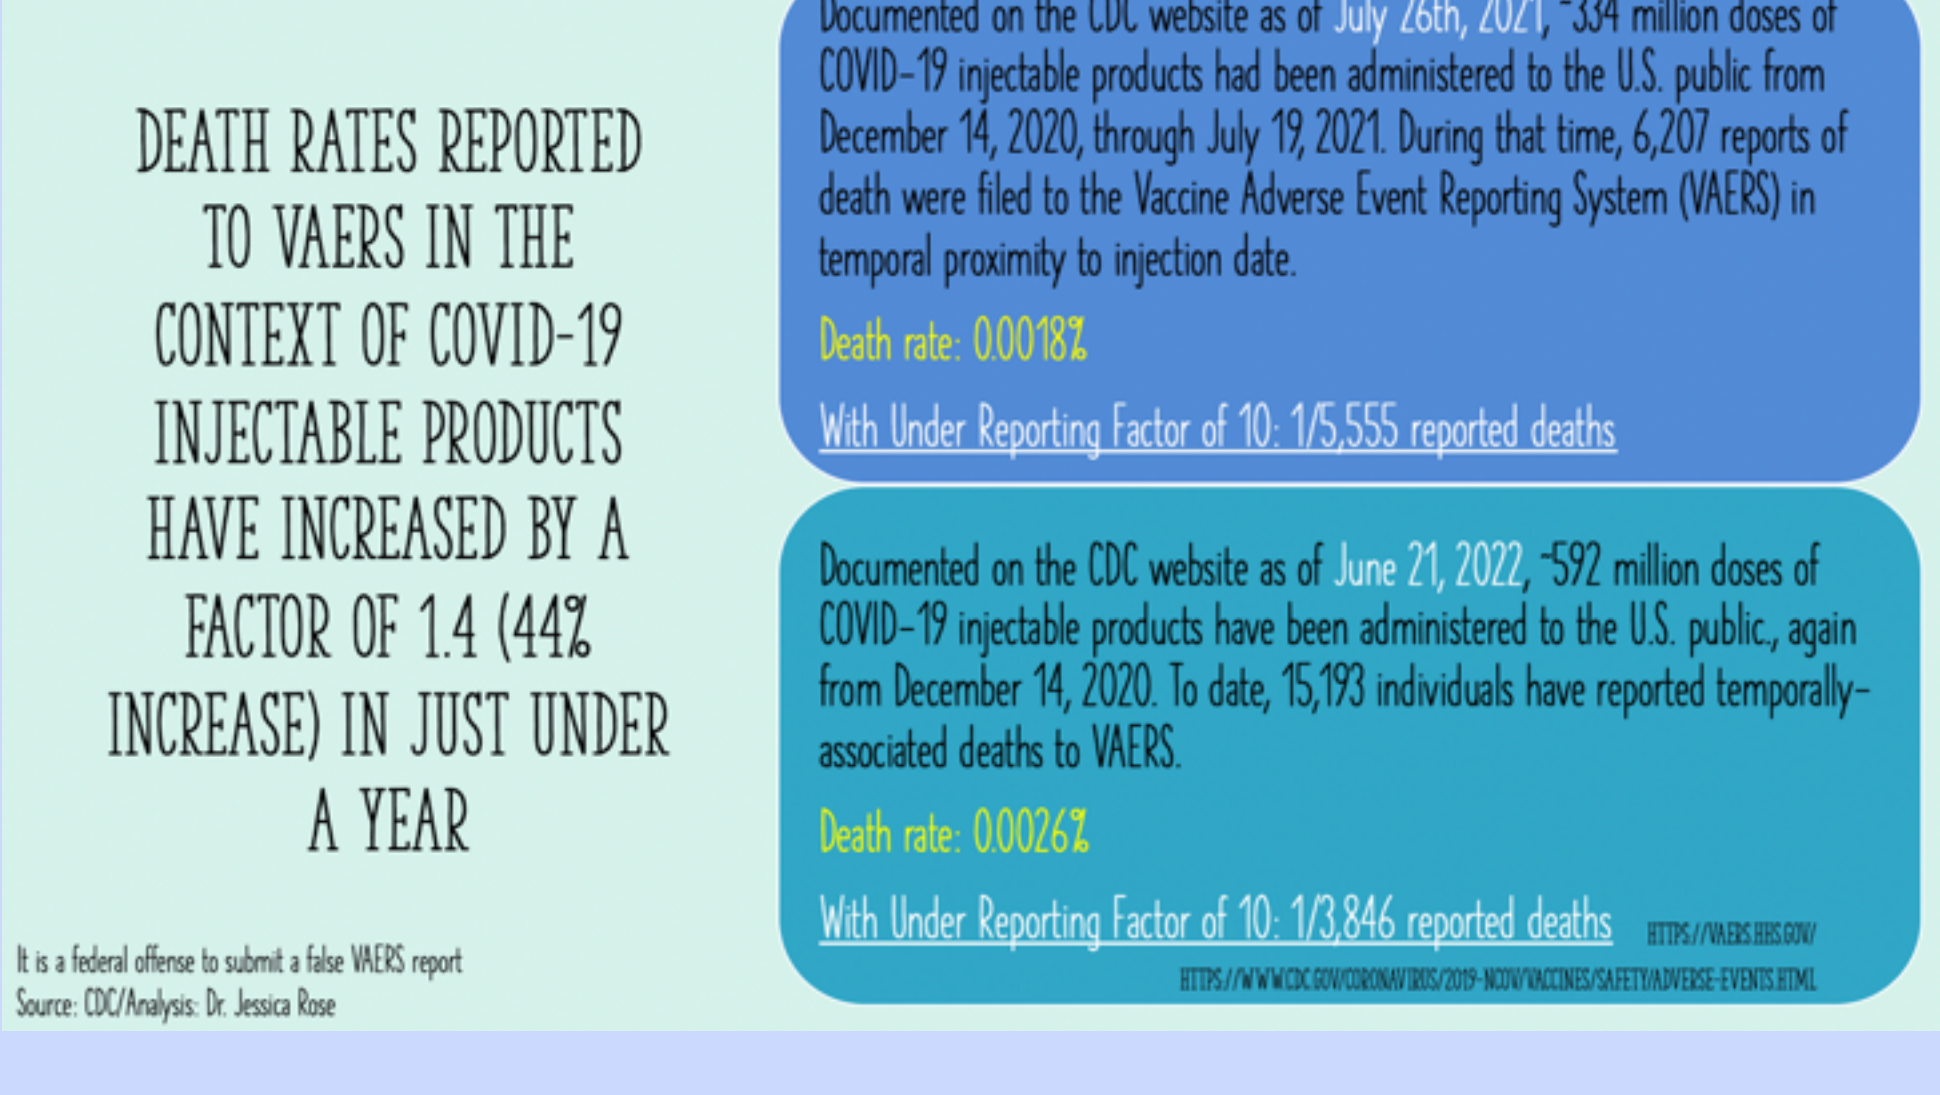 DEATH RATES REPORTED
TO VAERS IN THE
CONTEXT OF COVID-19
INJECTABLE PRODUCTS
HAVE INCREASED BY A
FACTOR OF 1.4 (44%
INCREASE) IN JUST UNDER
A YEAR
It is a federal offense to submit a false VAERS report
Source: CDC/Analysis: Dr. Jessica Rose
Documented on the CDC website as of July 26th, 2021, ~334 million doses of
COVID-19 injectable products had been administered to the U.S. public from
December 14, 2020, through July 19, 2021. During that time, 6,207 reports of
death were filed to the Vaccine Adverse Event Reporting System (VAERS) in
temporal proximity to injection date.
Death rate: 0.0018%
With Under Reporting Factor of 10: 1/5,555 reported deaths
Documented on the CDC website as of June 21, 2022, ~592 million doses of
COVID-19 injectable products have been administered to the U.S. public., again
from December 14, 2020. To date, 15,193 individuals have reported temporally-
associated deaths to VAERS.
Death rate: 0.0026%
With Under Reporting Factor of 10: 1/3,846 reported deaths
HTTPS://VAERS.HHS.GOV/
HTTPS://WWW.CDC.GOV/CORONAVIRUS/2019-NCOV/VACCINES/SAFETY/ADVERSE-EVENTS.HTML